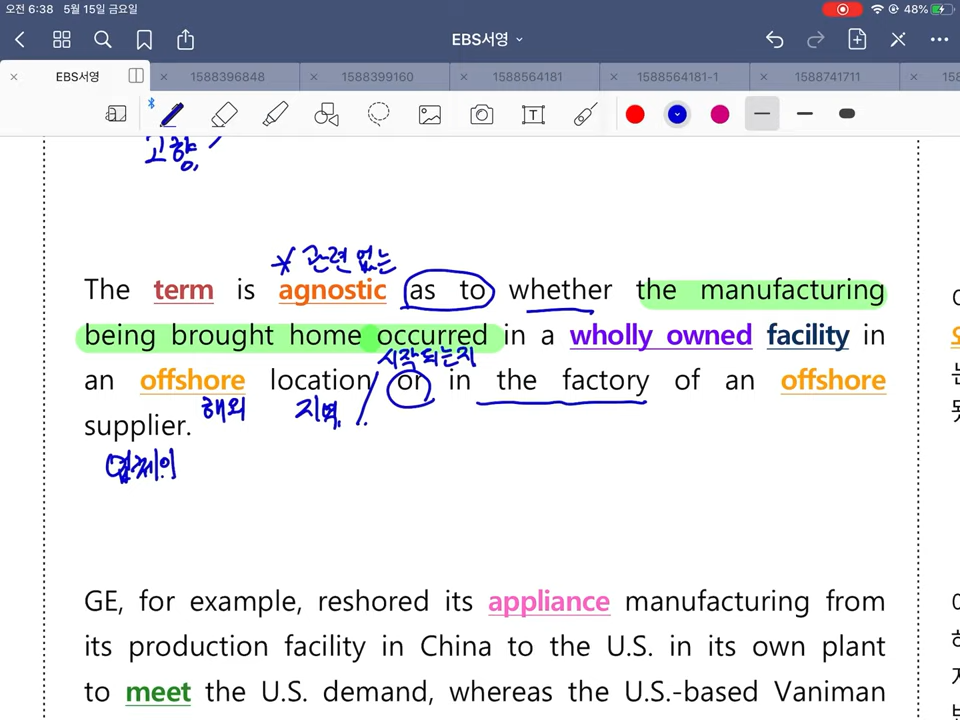 오전 6:38 5월 15일 금요일
48%
EBS서영
EBS서영
1588396848
1588399160
1588564181
1588564181-1
1588741711
158
고향
* 관련 없는
The term is agnostic as to whether the manufacturing
being brought home occurred in a wholly owned facility in
시작되는지
an offshore location or in the factory of an offshore
해외 지역
supplier.
업체의
GE, for example, reshored its appliance manufacturing from
its production facility in China to the U.S. in its own plant
to meet the U.S. demand, whereas the U.S.-based Vaniman